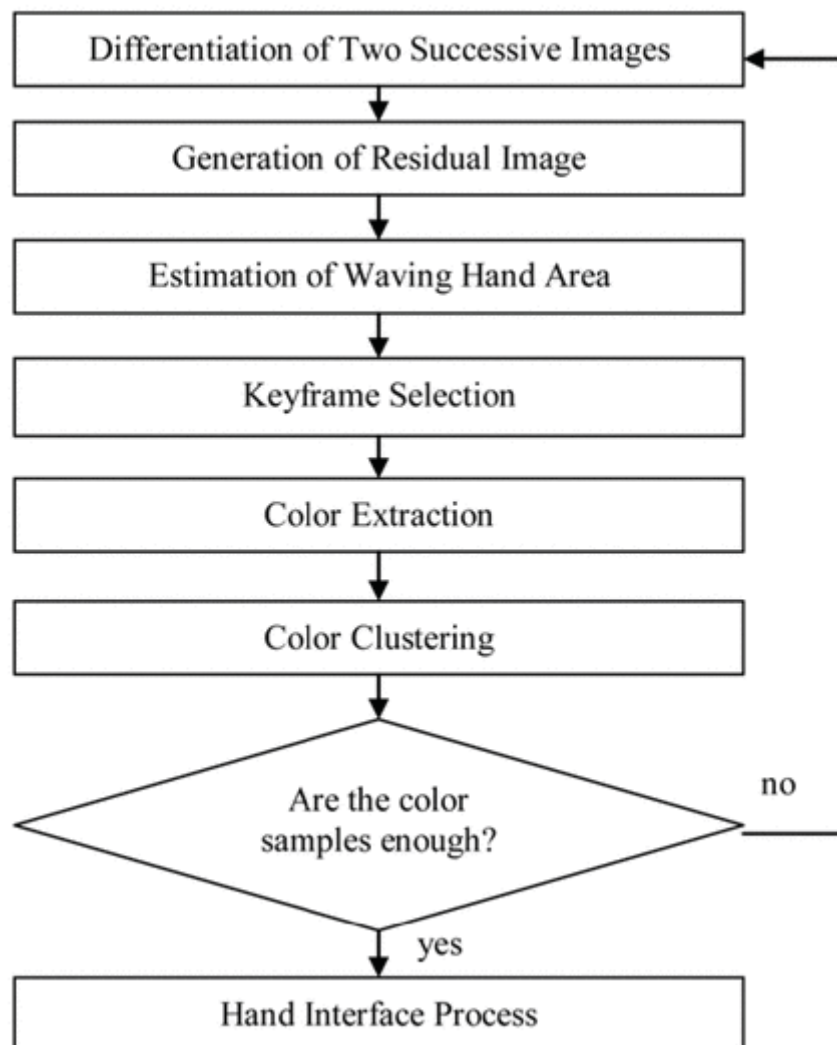 Differentiation of Two Successive Images
Generation of Residual Image
Estimation of Waving Hand Area
Keyframe Selection
Color Extraction
Color Clustering
Are the color
samples enough?
no
yes
Hand Interface Process